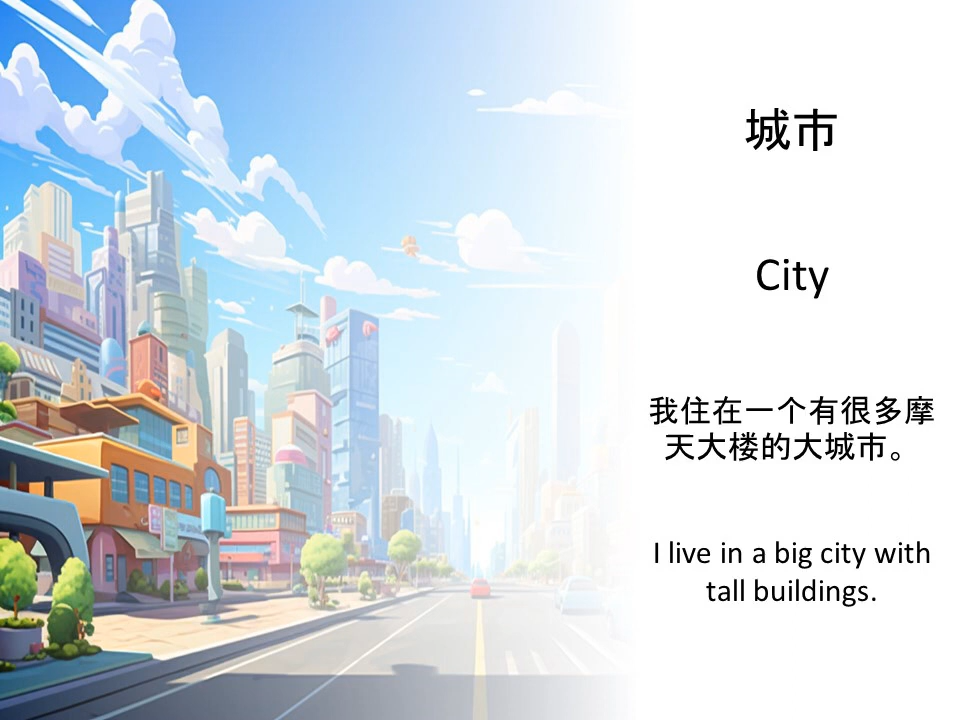 城市
City
我住在一个有很多摩
天大楼的大城市。
I live in a big city with
tall buildings.